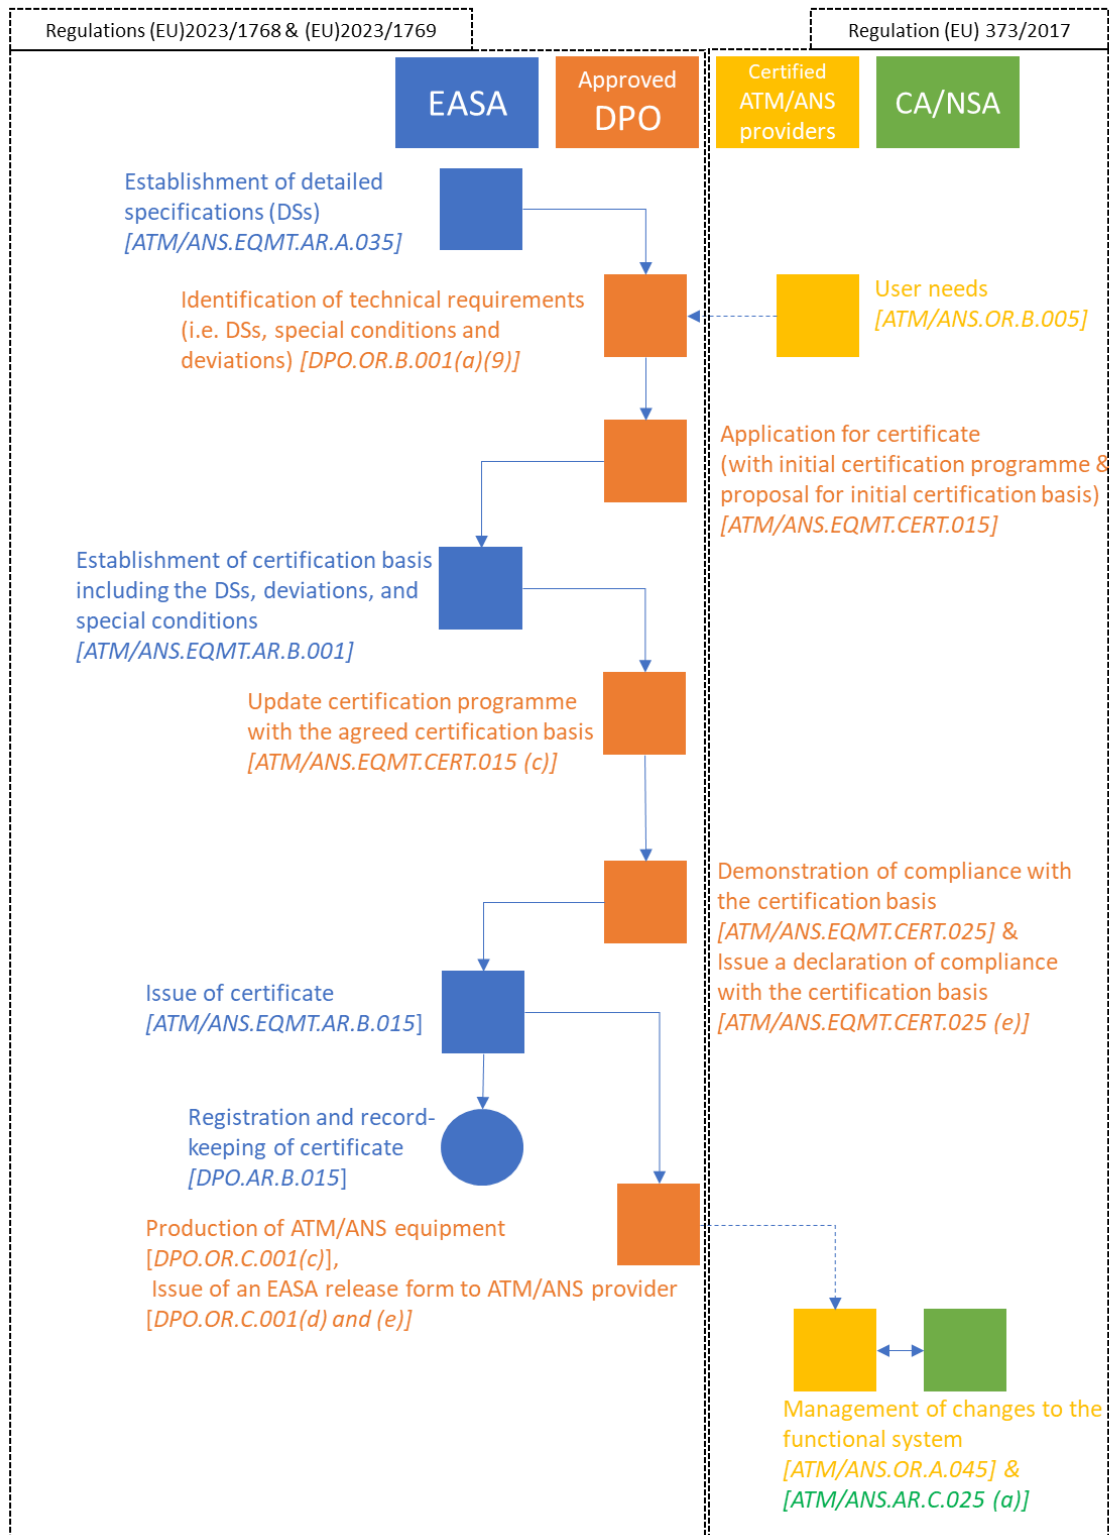 Regulations (EU)2023/1768 & (EU)2023/1769
Regulation (EU) 373/2017
EASA
Approved
DPO
Certified
ATM/ANS
providers
CA/NSA
Establishment of detailed
specifications (DSs)
[ATM/ANS.EQMT.AR.A.035]
Identification of technical requirements
(i.e. DSs, special conditions and
deviations) [DPO.OR.B.001(a)(9)]
User needs
[ATM/ANS.OR.B.005]
Application for certificate
(with initial certification programme &
proposal for initial certification basis)
[ATM/ANS.EQMT.CERT.015]
Establishment of certification basis
including the DSs, deviations, and
special conditions
[ATM/ANS.EQMT.AR.B.001]
Update certification programme
with the agreed certification basis
[ATM/ANS.EQMT.CERT.015 (c)]
Demonstration of compliance with
the certification basis
[ATM/ANS.EQMT.CERT.025] &
Issue a declaration of compliance
with the certification basis
[ATM/ANS.EQMT.CERT.025 (e)]
Issue of certificate
[ATM/ANS.EQMT.AR.B.015]
Registration and record-
keeping of certificate
[DPO.AR.B.015]
Production of ATM/ANS equipment
[DPO.OR.C.001(c)],
Issue of an EASA release form to ATM/ANS provider
[DPO.OR.C.001(d) and (e)]
Management of changes to the
functional system
[ATM/ANS.OR.A.045] &
[ATM/ANS.AR.C.025 (a)]